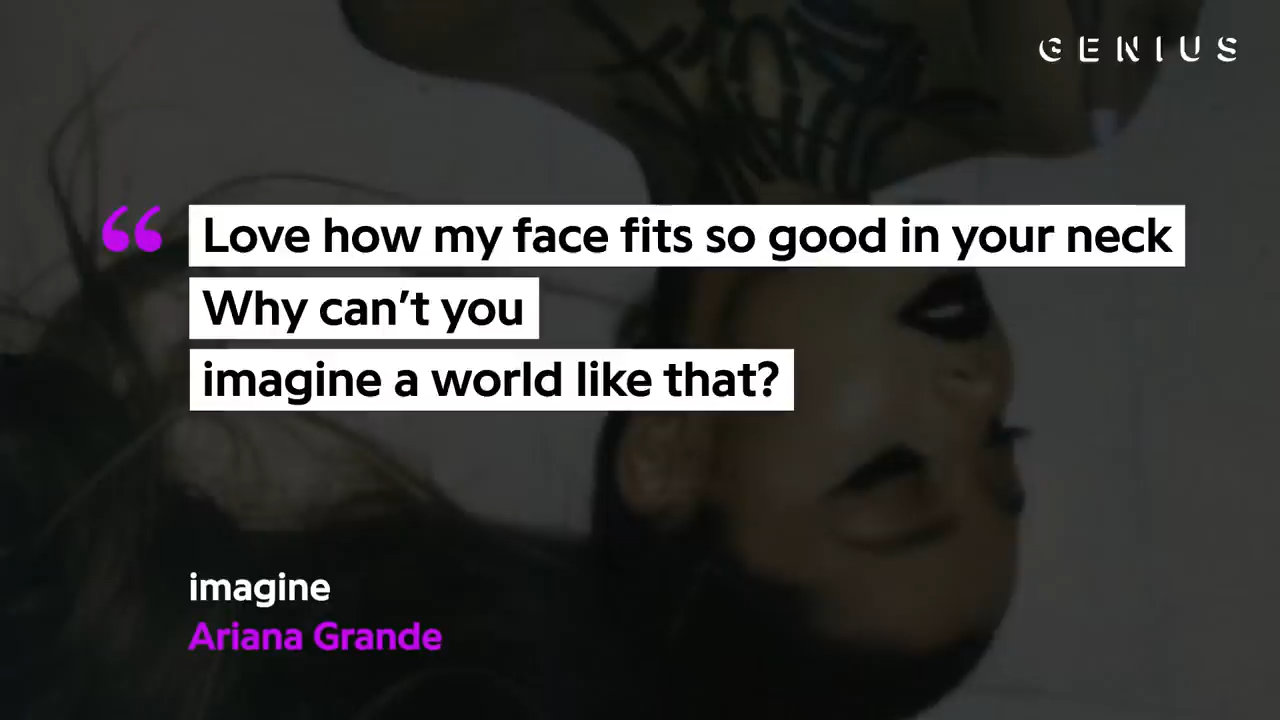 GENIUS
“ Love how my face fits so good in your neck
Why can’t you
imagine a world like that?
imagine
Ariana Grande